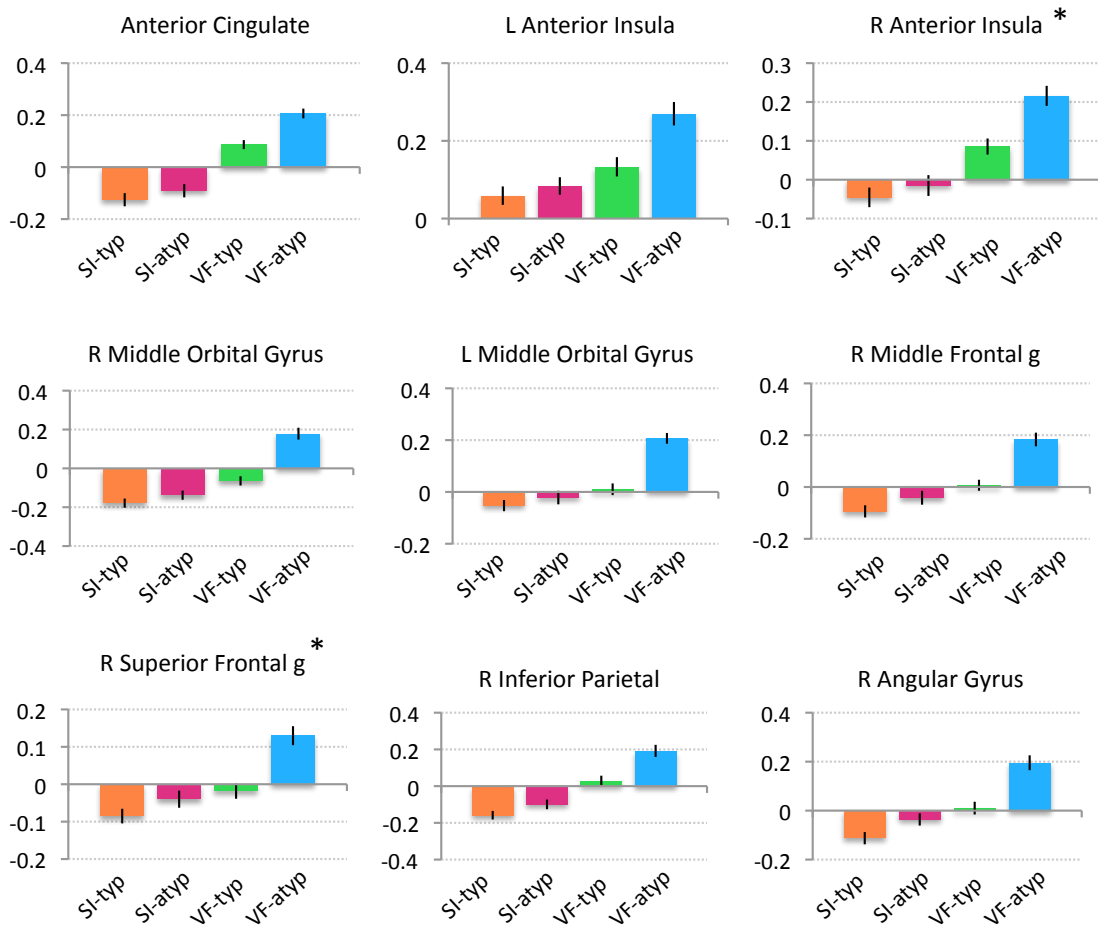 Anterior Cingulate
0.4
0.2
0
-0.2
SI-typ
SI-atyp
VF-typ
VF-atyp
L Anterior Insula
0.4
0.2
0
SI-typ
SI-atyp
VF-typ
VF-atyp
R Anterior Insula *
0.3
0.2
0.1
0
-0.1
SI-typ
SI-atyp
VF-typ
VF-atyp
R Middle Orbital Gyrus
0.4
0.2
0
-0.2
-0.4
SI-typ
SI-atyp
VF-typ
VF-atyp
L Middle Orbital Gyrus
0.4
0.2
0
-0.2
SI-typ
SI-atyp
VF-typ
VF-atyp
R Middle Frontal g
0.4
0.2
0
-0.2
SI-typ
SI-atyp
VF-typ
VF-atyp
R Superior Frontal g *
0.2
0.1
0
-0.1
-0.2
SI-typ
SI-atyp
VF-typ
VF-atyp
R Inferior Parietal
0.4
0.2
0
-0.2
-0.4
SI-typ
SI-atyp
VF-typ
VF-atyp
R Angular Gyrus
0.4
0.2
0
-0.2
SI-typ
SI-atyp
VF-typ
VF-atyp